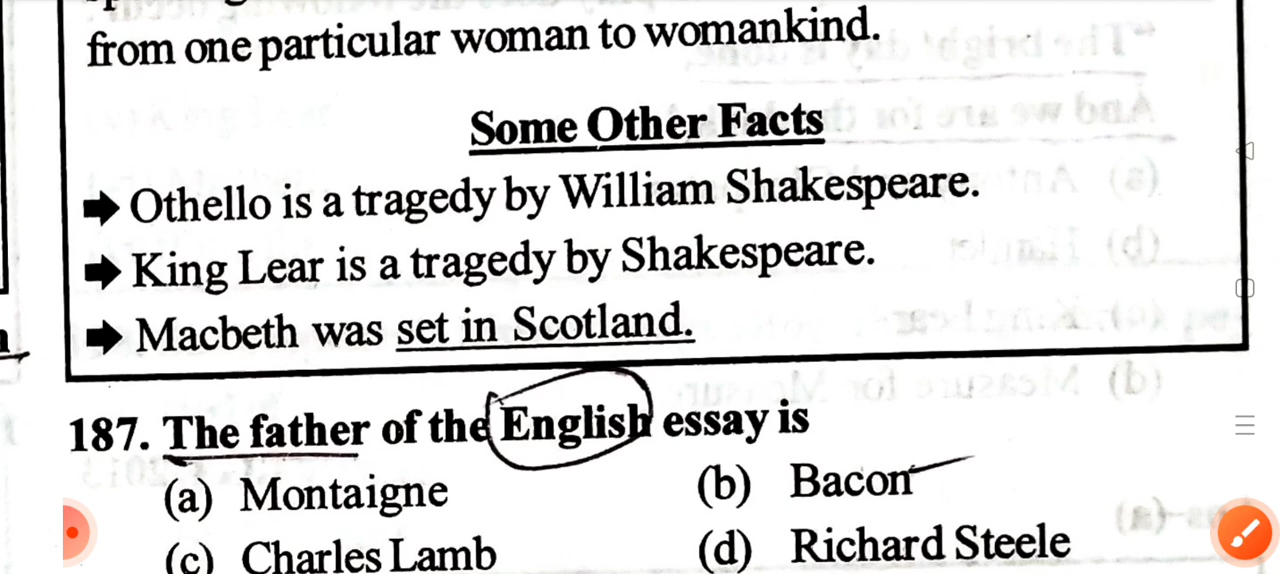 from one particular woman to womankind.
Some Other Facts
➡ Othello is a tragedy by William Shakespeare.
➡ King Lear is a tragedy by Shakespeare.
➡ Macbeth was set in Scotland.
187. The father of the English essay is
(a) Montaigne (b) Bacon
(c) Charles Lamb (d) Richard Steele